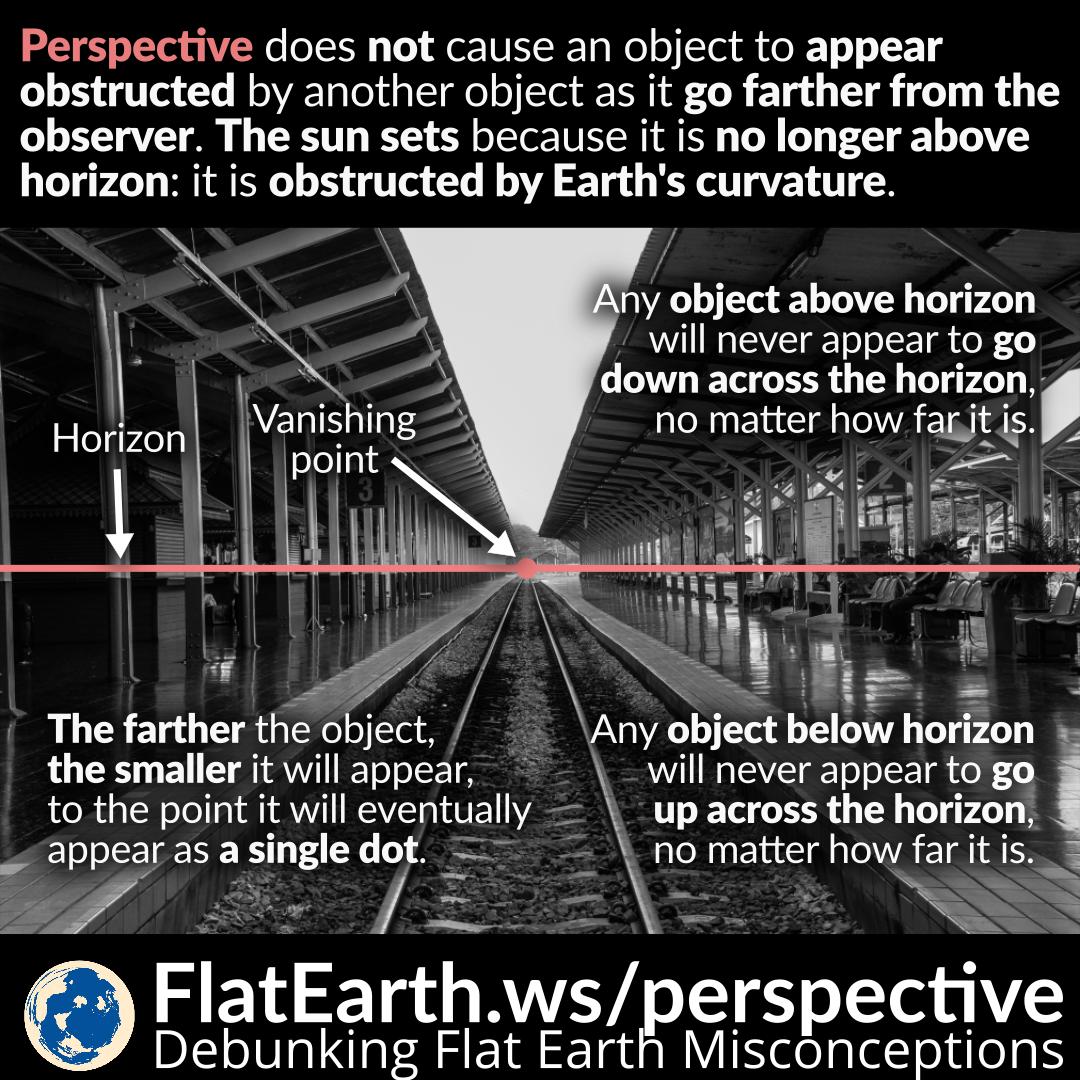 Perspective does not cause an object to appear
obstructed by another object as it go farther from the
observer. The sun sets because it is no longer above
horizon: it is obstructed by Earth's curvature.
Any object above horizon
will never appear to go
down across the horizon,
no matter how far it is.
Horizon
Vanishing
point
3
The farther the object,
the smaller it will appear,
to the point it will eventually
appear as a single dot.
Any object below horizon
will never appear to go
up across the horizon,
no matter how far it is.
FlatEarth.ws/perspective
Debunking Flat Earth Misconceptions